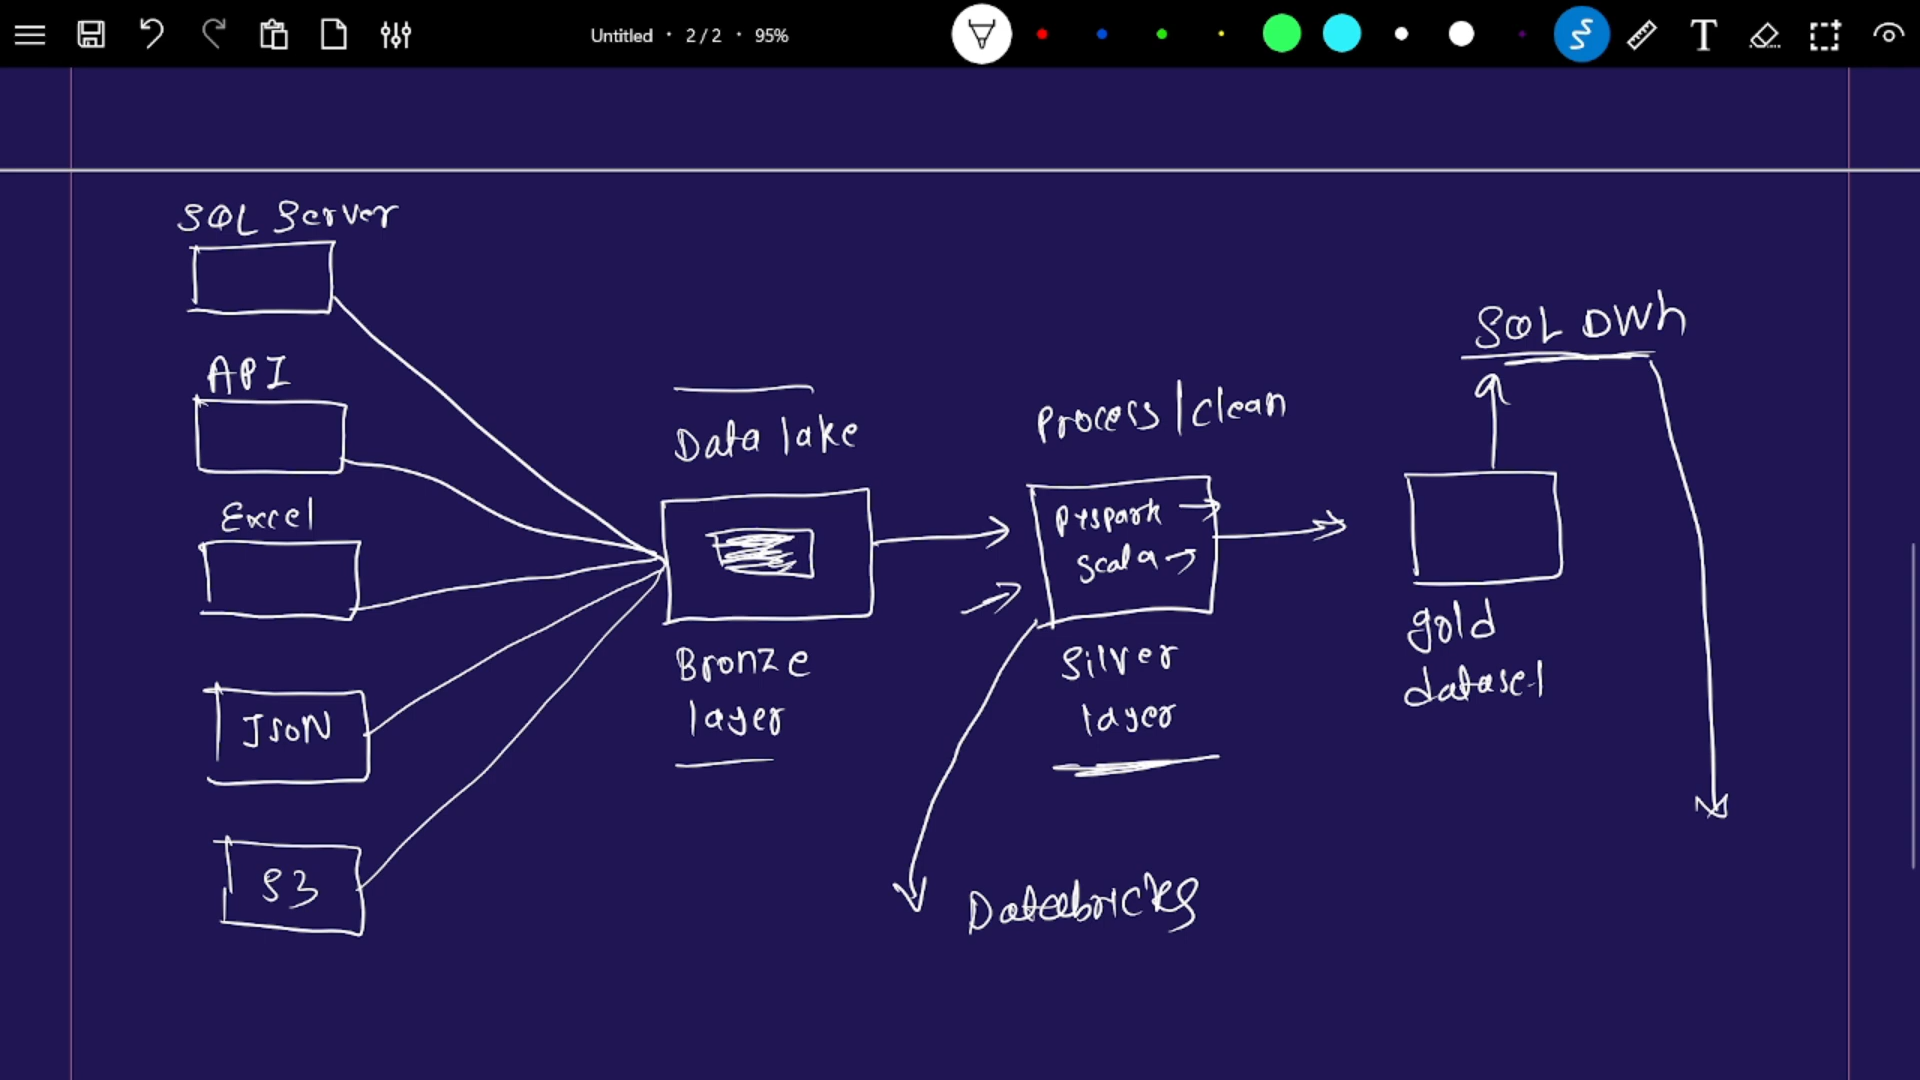 Untitled • 2 / 2 • 95%
T
SQL Server
API
Excel
JSON
S3
Data lake
Bronze
layer
Process / clean
Pyspark
Scala
Silver
layer
Databricks
SQL DWh
gold
dataset